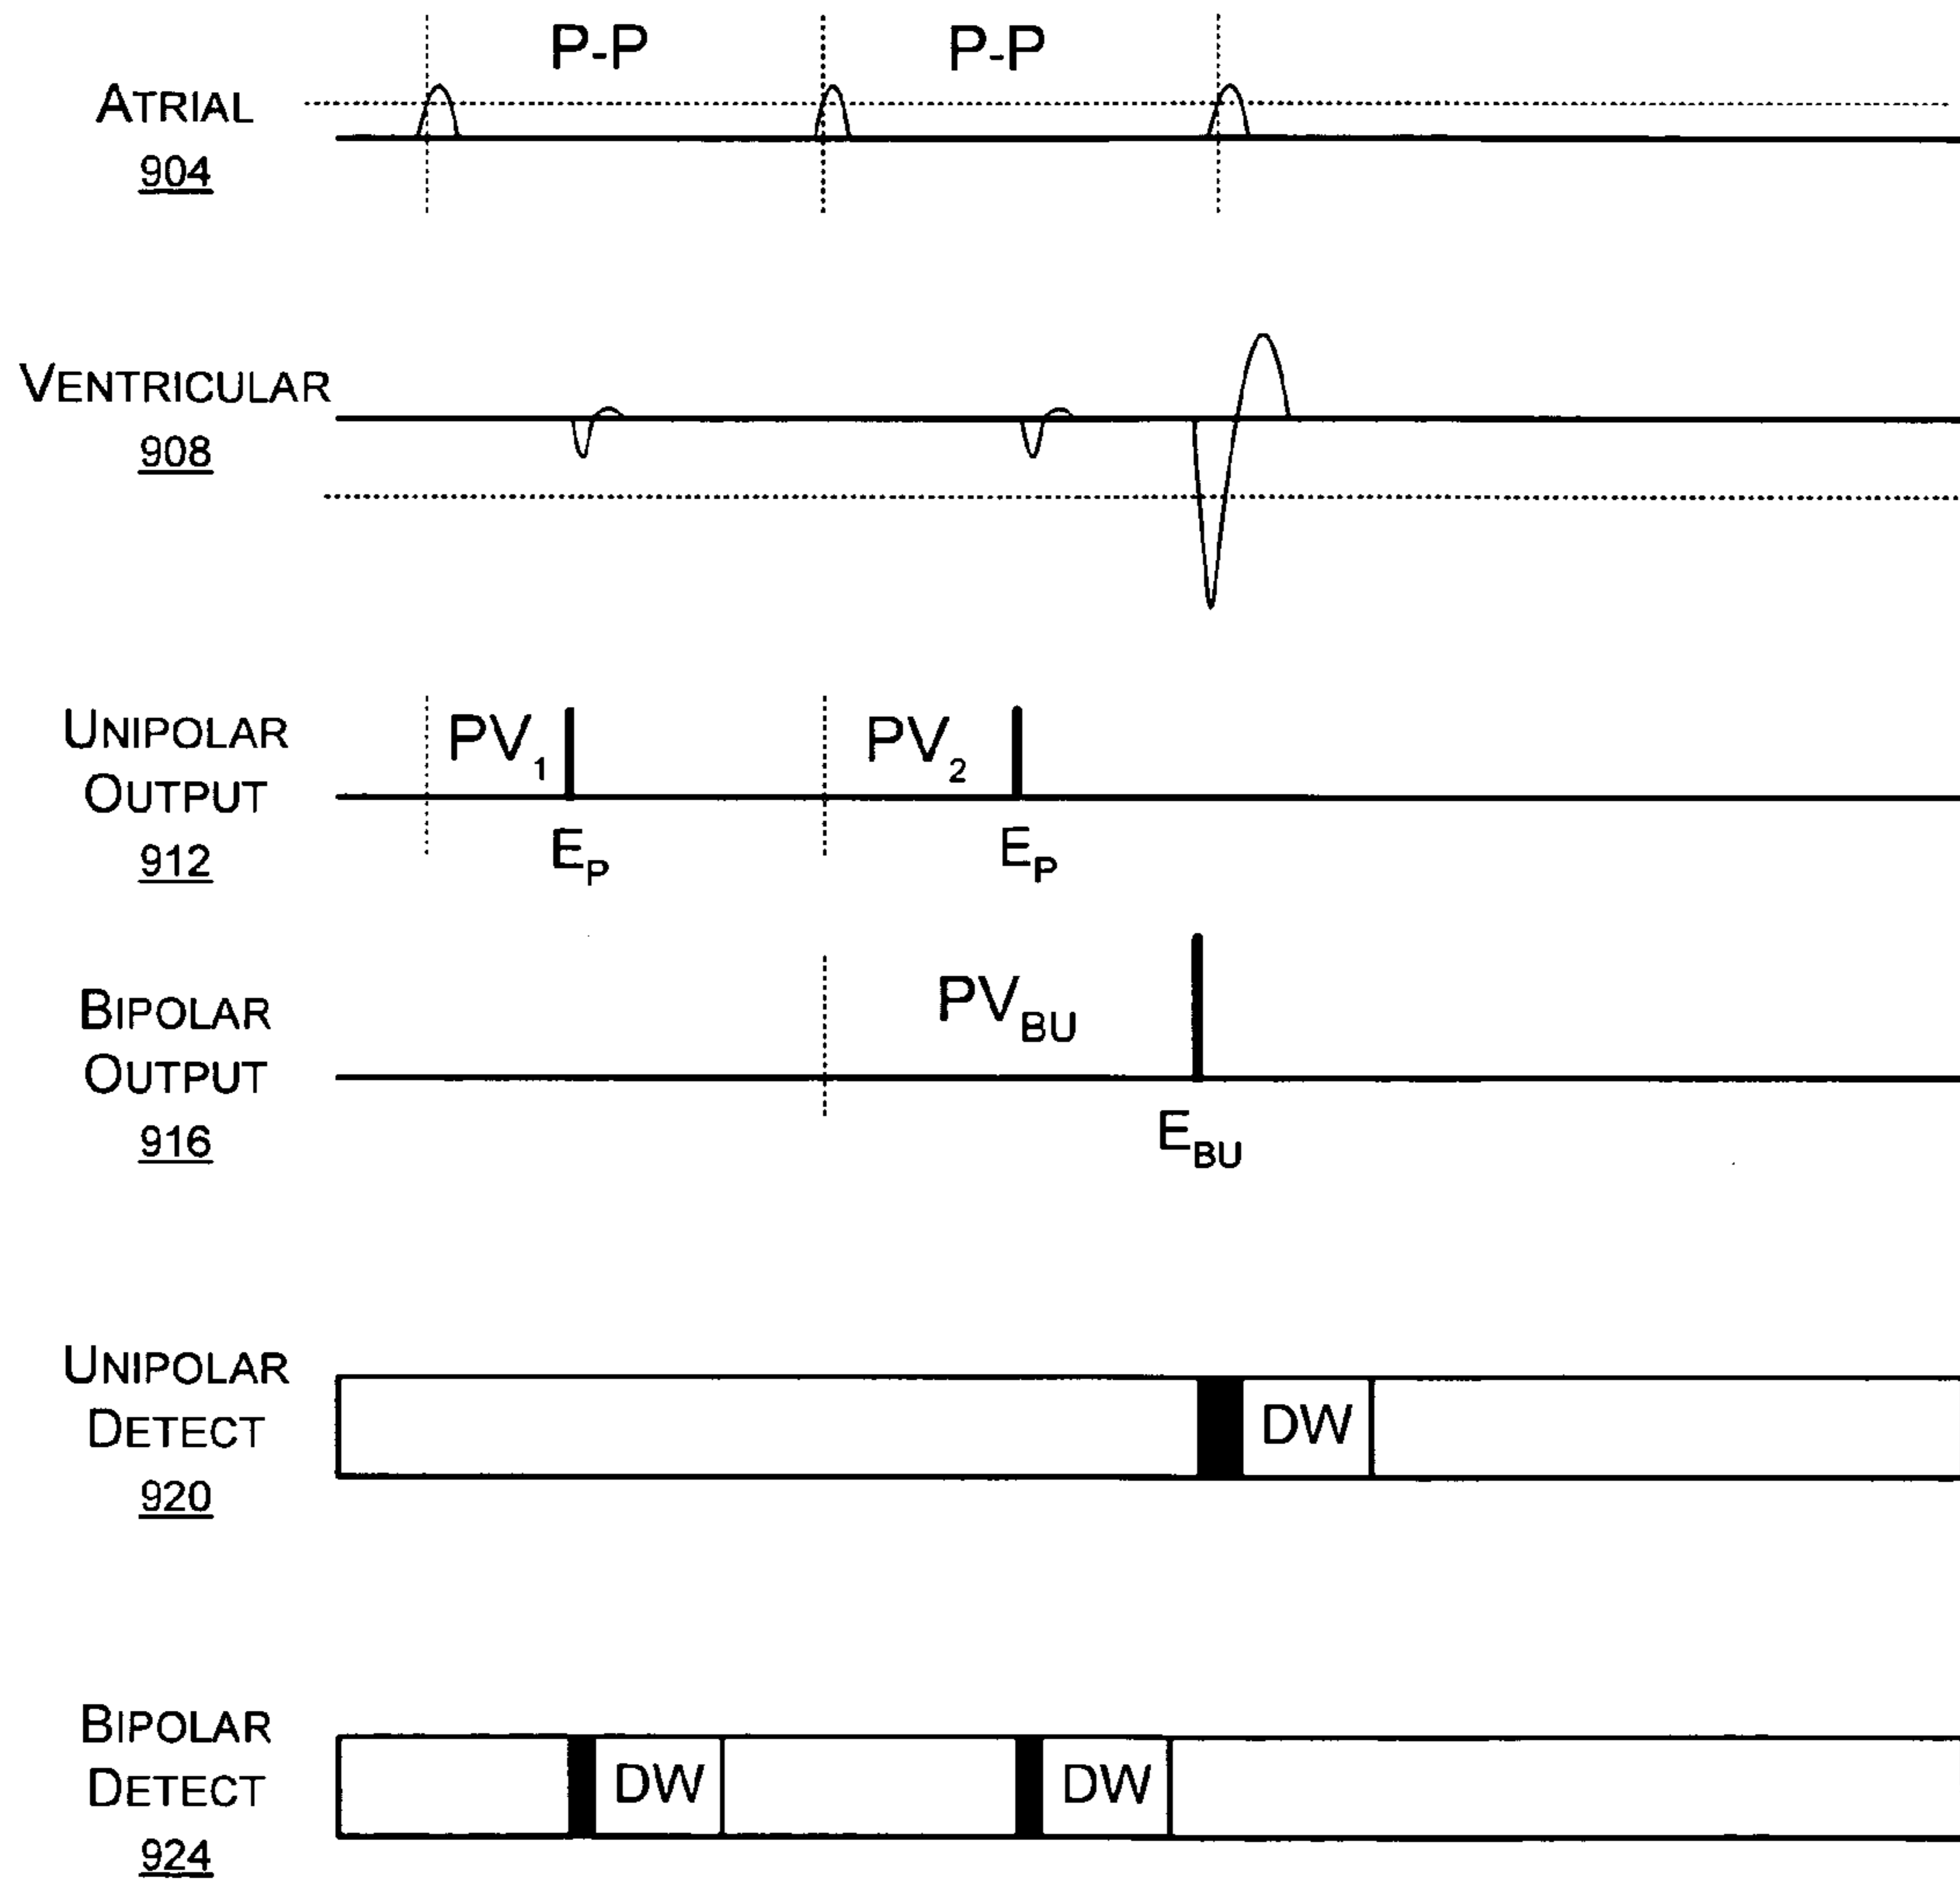 P-P P-P
ATRIAL
904
VENTRICULAR
908
UNIPOLAR
OUTPUT
912
PV1 PV2
EP EP
BIPOLAR
OUTPUT
916
PVBU
EBU
UNIPOLAR
DETECT
920
DW
BIPOLAR
DETECT
924
DW DW